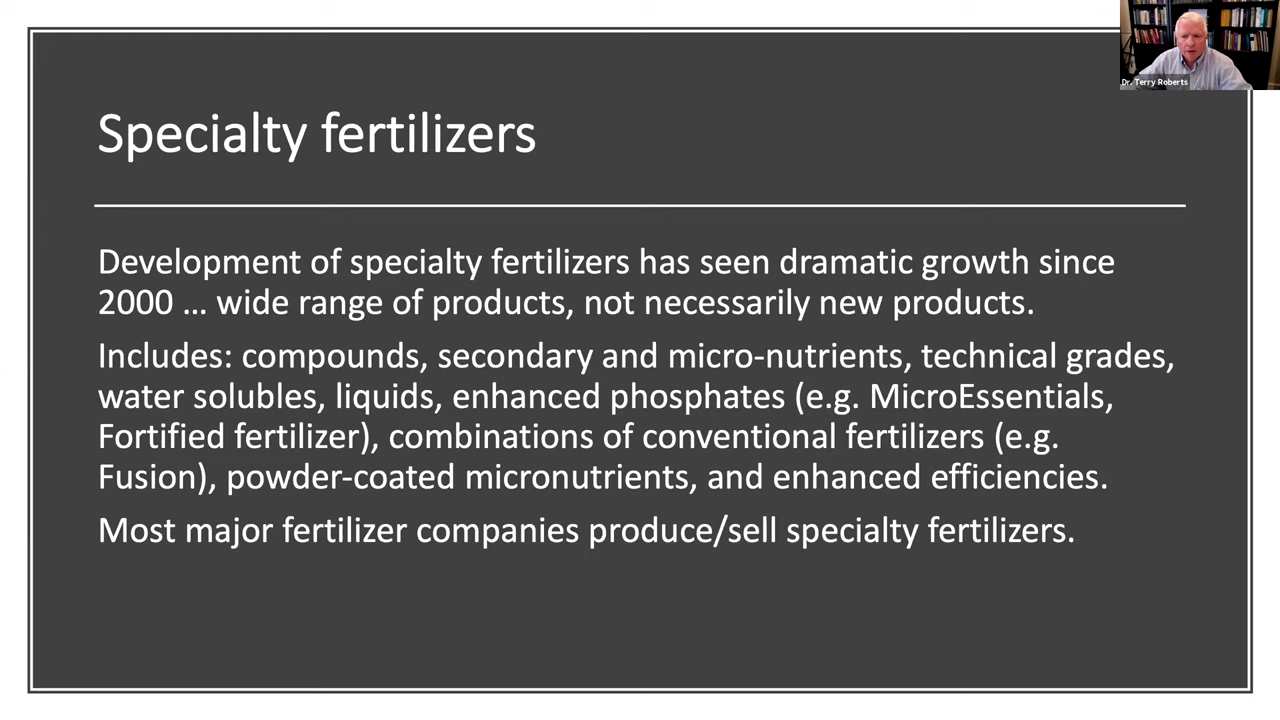 Dr. Terry Roberts
Specialty fertilizers
Development of specialty fertilizers has seen dramatic growth since
2000 … wide range of products, not necessarily new products.
Includes: compounds, secondary and micro-nutrients, technical grades,
water solubles, liquids, enhanced phosphates (e.g. MicroEssentials,
Fortified fertilizer), combinations of conventional fertilizers (e.g.
Fusion), powder-coated micronutrients, and enhanced efficiencies.
Most major fertilizer companies produce/sell specialty fertilizers.